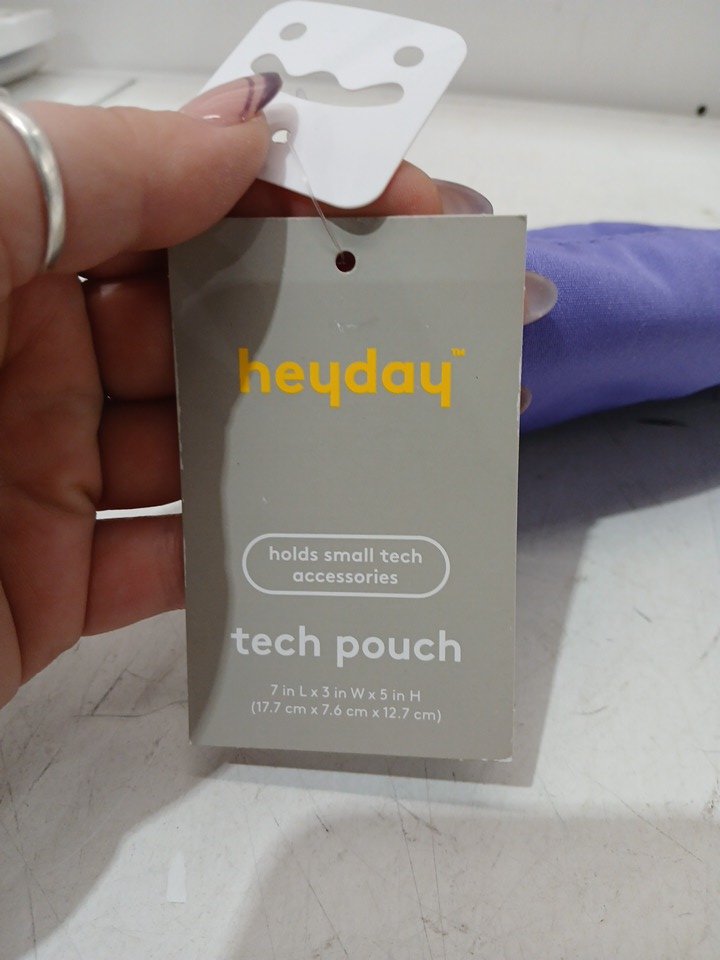 heyday™
holds small tech
accessories
tech pouch
7 in L x 3 in W x 5 in H
(17.7 cm x 7.6 cm x 12.7 cm)